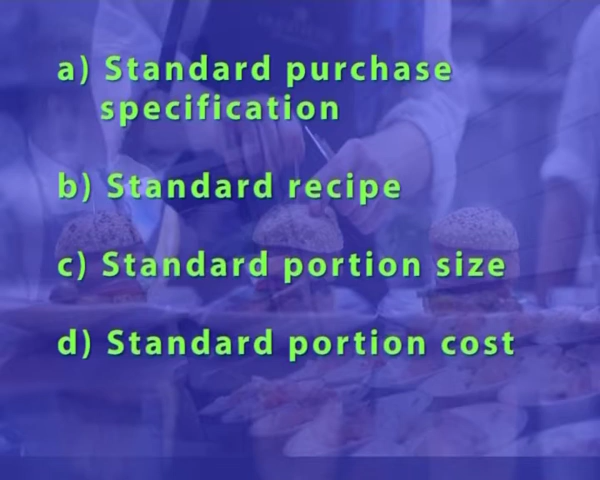 a) Standard purchase
specification
b) Standard recipe
c) Standard portion size
d) Standard portion cost